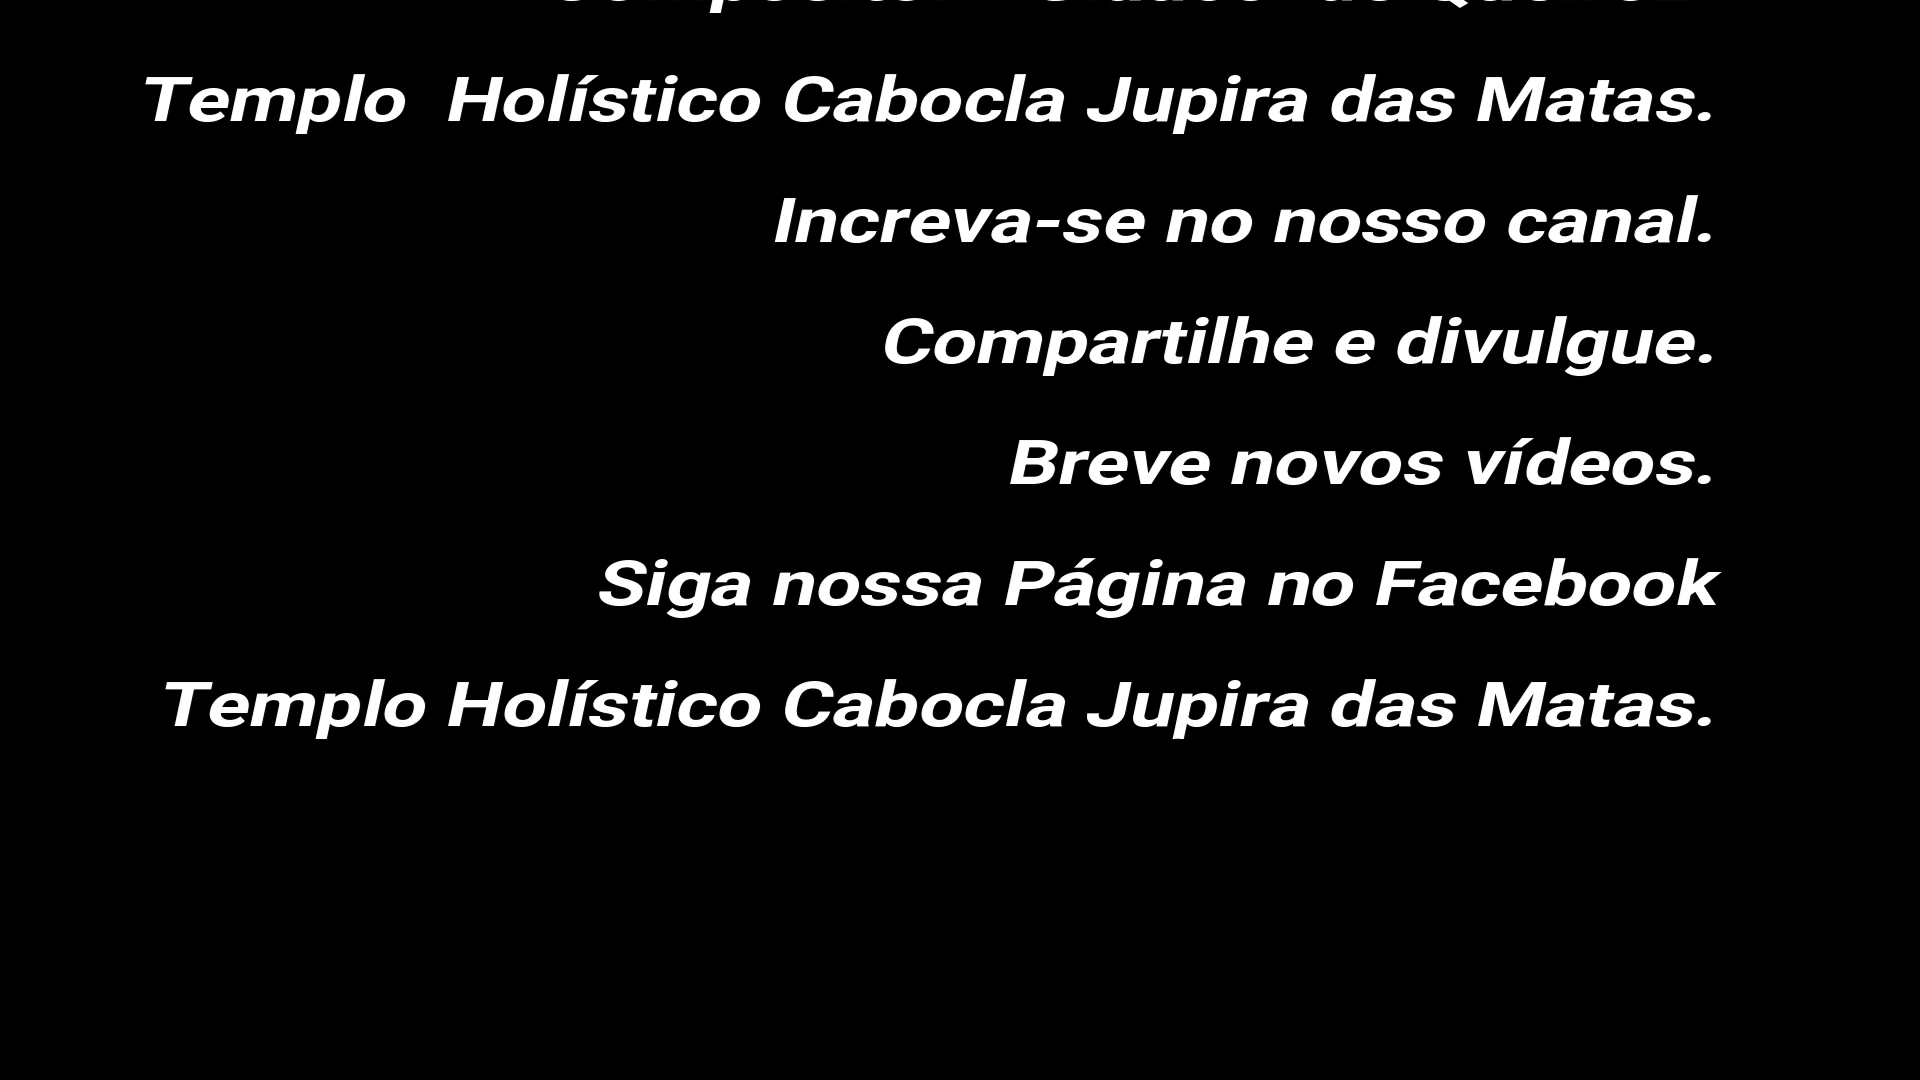 Templo  Holístico Cabocla Jupira das Matas.
Increva-se no nosso canal.
Compartilhe e divulgue.
Breve novos vídeos.
Siga nossa Página no Facebook
Templo Holístico Cabocla Jupira das Matas.